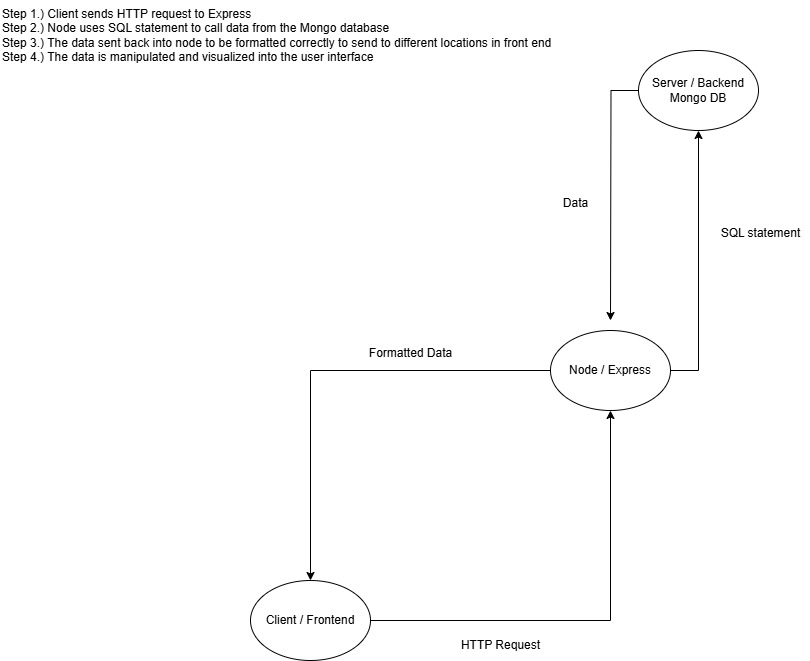 Step 1.) Client sends HTTP request to Express
Step 2.) Node uses SQL statement to call data from the Mongo database
Step 3.) The data sent back into node to be formatted correctly to send to different locations in front end
Step 4.) The data is manipulated and visualized into the user interface
Server / Backend
Mongo DB
Data
SQL statement
Formatted Data
Node / Express
Client / Frontend
HTTP Request